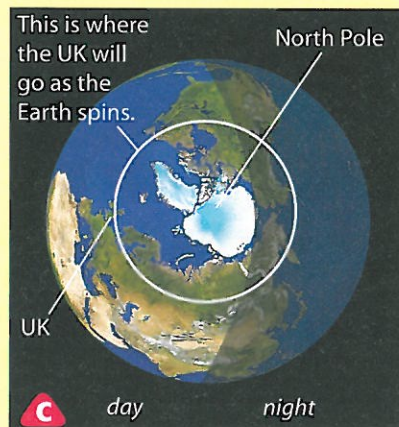 This is where
the UK will
go as the
Earth spins.
North Pole
UK
C
day
night